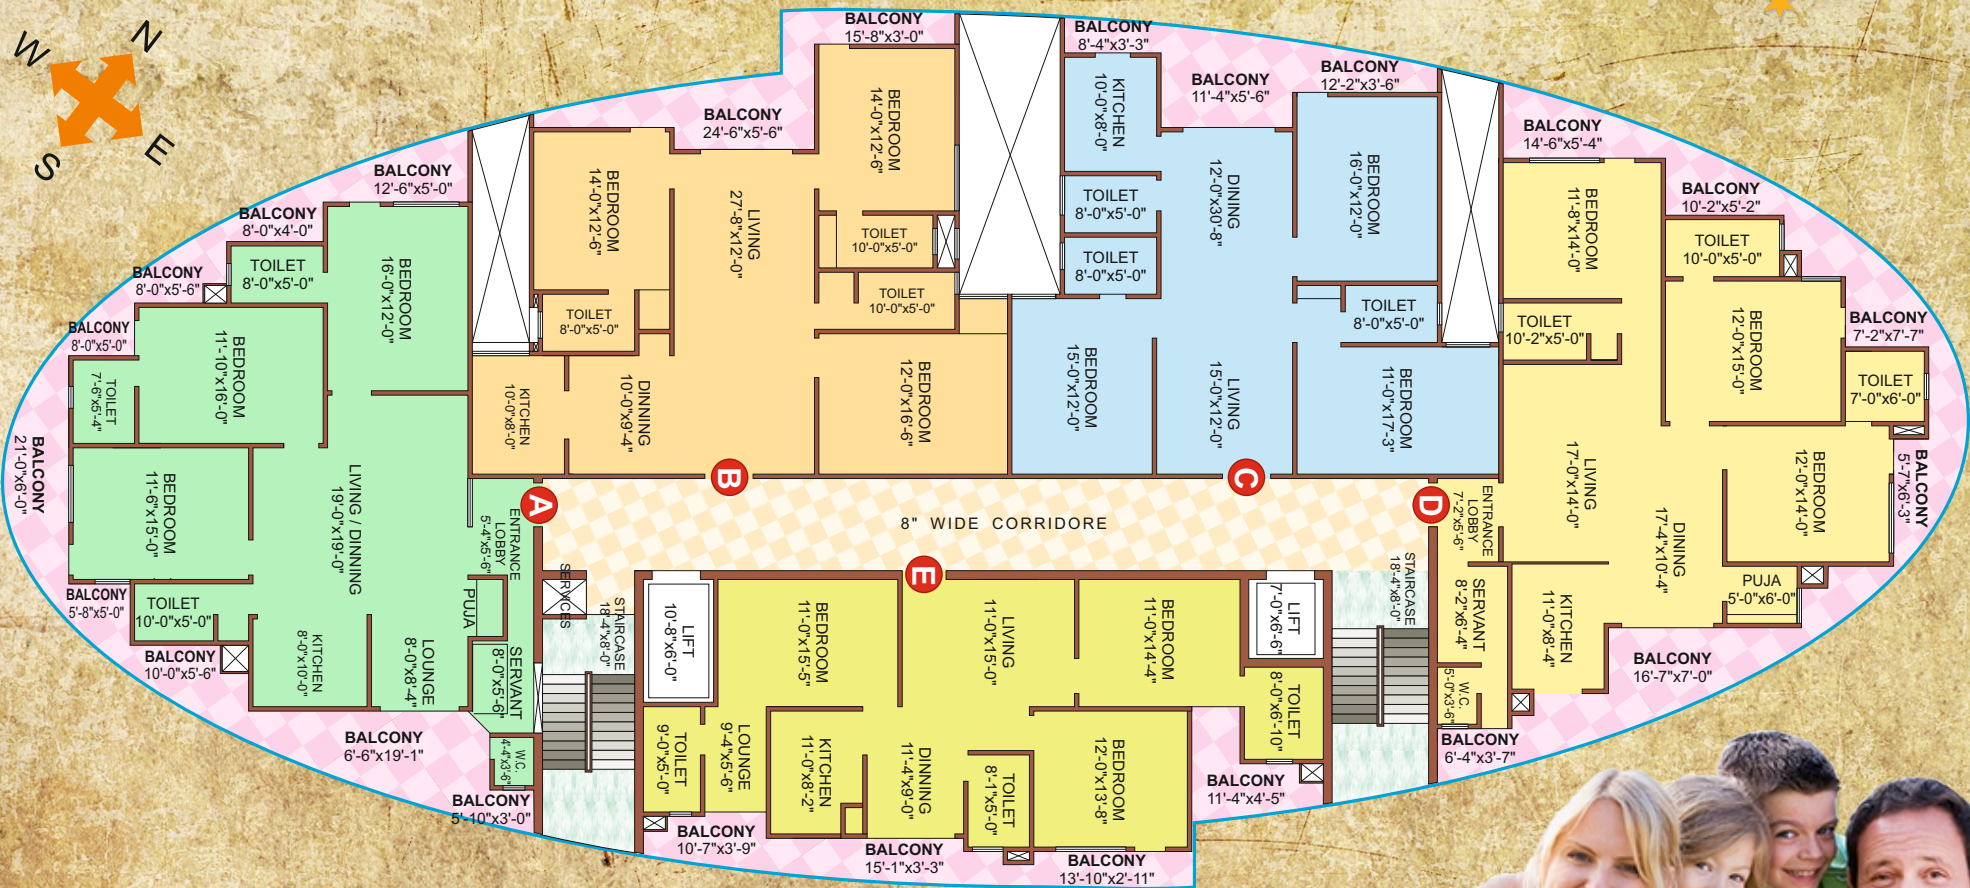 N
W
S
E
BALCONY
12'-6"x5'-0"
BALCONY
8'-0"x4'-0"
BALCONY
8'-0"x5'-6"
BALCONY
8'-0"x5'-0"
BALCONY
21'-0"x6'-0"
BALCONY
5'-8"x5'-0"
BALCONY
10'-0"x5'-6"
BALCONY
6'-6"x19'-1"
BALCONY
5'-10"x3'-0"
TOILET
8'-0"x5'-0"
BEDROOM
16'-0"x12'-0"
BEDROOM
11'-10"x16'-0"
TOILET
7'-6"x5'-4"
BEDROOM
11'-6"x15'-0"
TOILET
10'-0"x5'-0"
LIVING / DINNING
19'-0"x19'-0"
KITCHEN
8'-0"x10'-0"
LOUNGE
8'-0"x8'-4"
PUJA
ENTRANCE
LOBBY
5'-4"x5'-6"
SERVANT
8'-0"x5'-6"
W.C.
4'-4"x3'-6"
A
BALCONY
15'-8"x3'-0"
BALCONY
24'-6"x5'-6"
BEDROOM
14'-0"x12'-6"
BEDROOM
14'-0"x12'-6"
LIVING
27'-8"x12'-0"
TOILET
10'-0"x5'-0"
TOILET
10'-0"x5'-0"
TOILET
8'-0"x5'-0"
KITCHEN
10'-0"x8'-0"
DINNING
10'-0"x9'-4"
BEDROOM
12'-0"x16'-6"
B
BALCONY
8'-4"x3'-3"
BALCONY
11'-4"x5'-6"
BALCONY
12'-2"x3'-6"
KITCHEN
10'-0"x8'-0"
TOILET
8'-0"x5'-0"
TOILET
8'-0"x5'-0"
DINING
12'-0"x30'-8"
BEDROOM
16'-0"x12'-0"
TOILET
8'-0"x5'-0"
BEDROOM
15'-0"x12'-0"
LIVING
15'-0"x12'-0"
BEDROOM
11'-0"x17'-3"
C
BALCONY
14'-6"x5'-4"
BALCONY
10'-2"x5'-2"
BALCONY
7'-2"x7'-7"
BALCONY
5'-7"x6'-3"
BALCONY
16'-7"x7'-0"
BALCONY
6'-4"x3'-7"
BEDROOM
11'-8"x14'-0"
TOILET
10'-0"x5'-0"
TOILET
10'-2"x5'-0"
BEDROOM
12'-0"x15'-0"
TOILET
7'-0"x6'-0"
BEDROOM
12'-0"x14'-0"
LIVING
17'-0"x14'-0"
DINING
17'-4"x10'-4"
PUJA
5'-0"x6'-0"
KITCHEN
11'-0"x8'-4"
ENTRANCE
LOBBY
7'-2"x5'-6"
SERVANT
8'-2"x6'-4"
W.C.
5'-0"x3'-6"
D
8" WIDE CORRIDORE
SERVICES
STAIRCASE
18'-4"x8'-0"
LIFT
10'-8"x6'-0"
E
BEDROOM
11'-0"x15'-5"
LIVING
11'-0"x15'-0"
BEDROOM
11'-0"x14'-4"
LIFT
7'-0"x6'-6"
STAIRCASE
18'-4"x8'-0"
TOILET
8'-0"x6'-10"
TOILET
9'-0"x5'-0"
LOUNGE
9'-4"x5'-6"
KITCHEN
11'-0"x8'-2"
DINNING
11'-4"x9'-0"
TOILET
8'-1"x5'-0"
BEDROOM
12'-0"x13'-8"
BALCONY
11'-4"x4'-5"
BALCONY
10'-7"x3'-9"
BALCONY
15'-1"x3'-3"
BALCONY
13'-10"x2'-11"